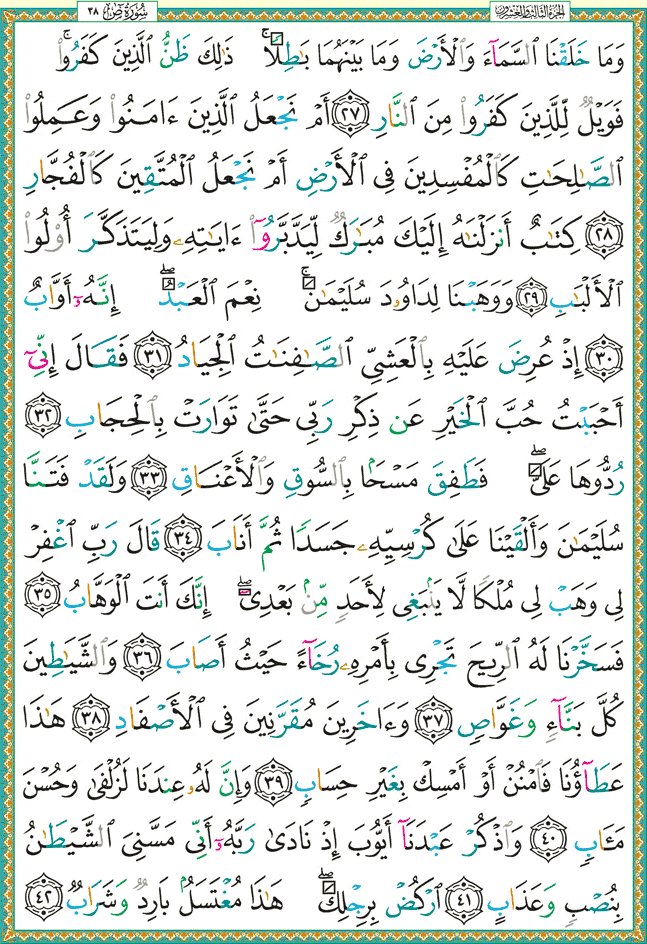 الجزء الثالث والعشرون
سورة ص ٣٨
وَمَا خَلَقْنَا ٱلسَّمَآءَ وَٱلْأَرْضَ وَمَا بَيْنَهُمَا بَـٰطِلًا ۚ ذَٰلِكَ ظَنُّ ٱلَّذِينَ كَفَرُوا۟ ۚ
فَوَيْلٌ لِّلَّذِينَ كَفَرُوا۟ مِنَ ٱلنَّارِ ٢٧ أَمْ نَجْعَلُ ٱلَّذِينَ ءَامَنُوا۟ وَعَمِلُوا۟
ٱلصَّـٰلِحَـٰتِ كَٱلْمُفْسِدِينَ فِى ٱلْأَرْضِ أَمْ نَجْعَلُ ٱلْمُتَّقِينَ كَٱلْفُجَّارِ
٢٨ كِتَـٰبٌ أَنزَلْنَـٰهُ إِلَيْكَ مُبَـٰرَكٌ لِّيَدَّبَّرُوٓا۟ ءَايَـٰتِهِۦ وَلِيَتَذَكَّرَ أُو۟لُوا۟
ٱلْأَلْبَـٰبِ ٢٩ وَوَهَبْنَا لِدَاوُۥدَ سُلَيْمَـٰنَ ۚ نِعْمَ ٱلْعَبْدُ ۖ إِنَّهُۥٓ أَوَّابٌ
٣٠ إِذْ عُرِضَ عَلَيْهِ بِٱلْعَشِىِّ ٱلصَّـٰفِنَـٰتُ ٱلْجِيَادُ ٣١ فَقَالَ إِنِّىٓ
أَحْبَبْتُ حُبَّ ٱلْخَيْرِ عَن ذِكْرِ رَبِّى حَتَّىٰ تَوَارَتْ بِٱلْحِجَابِ ٣٢
رُدُّوهَا عَلَىَّ ۖ فَطَفِقَ مَسْحًۢا بِٱلسُّوقِ وَٱلْأَعْنَاقِ ٣٣ وَلَقَدْ فَتَنَّا
سُلَيْمَـٰنَ وَأَلْقَيْنَا عَلَىٰ كُرْسِيِّهِۦ جَسَدًا ثُمَّ أَنَابَ ٣٤ قَالَ رَبِّ ٱغْفِرْ
لِى وَهَبْ لِى مُلْكًا لَّا يَنۢبَغِى لِأَحَدٍ مِّنۢ بَعْدِىٓ ۖ إِنَّكَ أَنتَ ٱلْوَهَّابُ ٣٥
فَسَخَّرْنَا لَهُ ٱلرِّيحَ تَجْرِى بِأَمْرِهِۦ رُخَآءً حَيْثُ أَصَابَ ٣٦ وَٱلشَّيَـٰطِينَ
كُلَّ بَنَّآءٍ وَغَوَّاصٍ ٣٧ وَءَاخَرِينَ مُقَرَّنِينَ فِى ٱلْأَصْفَادِ ٣٨ هَـٰذَا
عَطَآؤُنَا فَٱمْنُنْ أَوْ أَمْسِكْ بِغَيْرِ حِسَابٍ ٣٩ وَإِنَّ لَهُۥ عِندَنَا لَزُلْفَىٰ وَحُسْنَ
مَـَٔابٍ ٤٠ وَٱذْكُرْ عَبْدَنَآ أَيُّوبَ إِذْ نَادَىٰ رَبَّهُۥٓ أَنِّى مَسَّنِىَ ٱلشَّيْطَـٰنُ
بِنُصْبٍ وَعَذَابٍ ٤١ ٱرْكُضْ بِرِجْلِكَ ۖ هَـٰذَا مُغْتَسَلٌۢ بَارِدٌ وَشَرَابٌ ٤٢